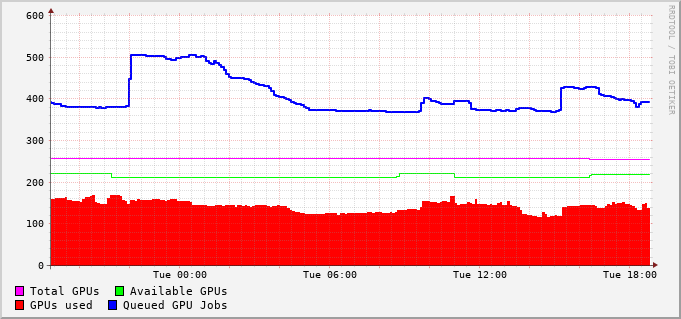 600
500
400
300
200
100
0
Tue 00:00 Tue 06:00 Tue 12:00 Tue 18:00
Total GPUs Available GPUs
GPUs used Queued GPU Jobs
RRDTOOL / TOBI OETIKER